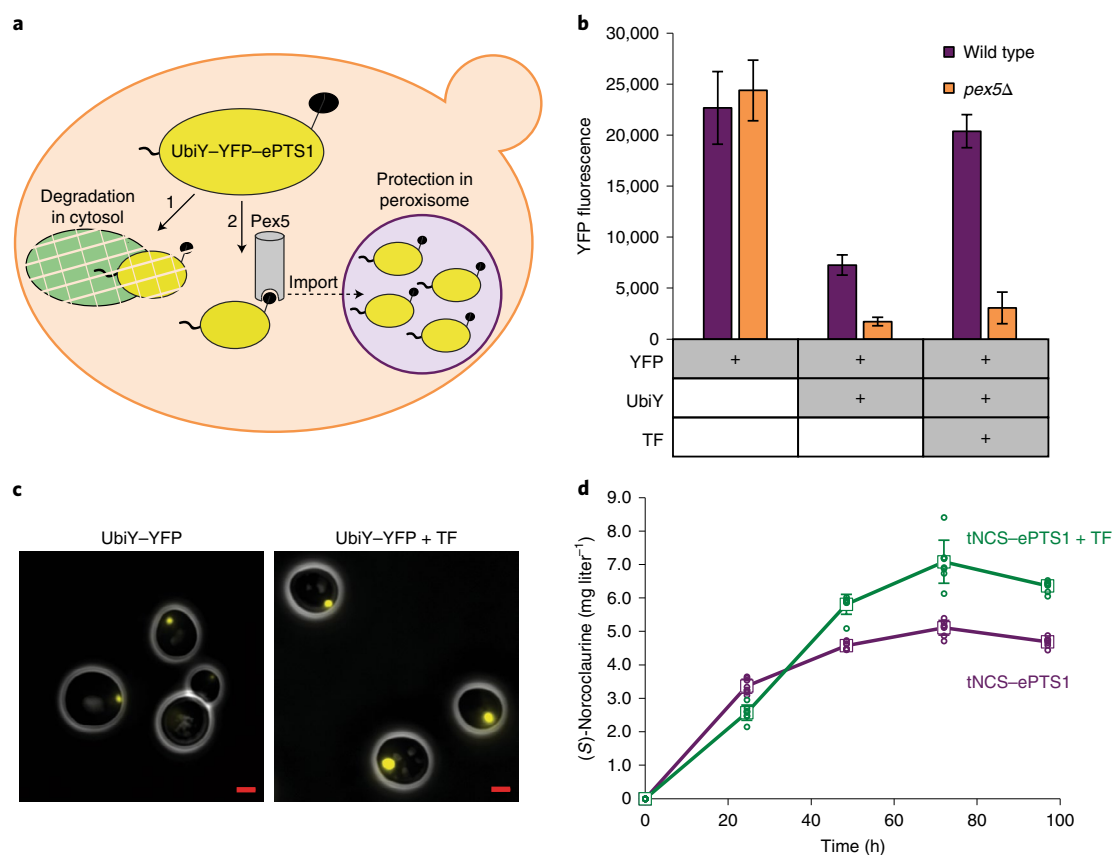 a
UbiY–YFP–ePTS1
Degradation
in cytosol
1
2
Pex5
Import
Protection in
peroxisome
b
30,000
25,000
20,000
15,000
10,000
5,000
0
YFP fluorescence
Wild type
pex5Δ
YFP + + +
UbiY + +
TF +
c
UbiY–YFP
UbiY–YFP + TF
d
9.0
8.0
7.0
6.0
5.0
4.0
3.0
2.0
1.0
0
(S)-Norcoclaurine (mg liter⁻¹)
tNCS–ePTS1 + TF
tNCS–ePTS1
0 20 40 60 80 100
Time (h)